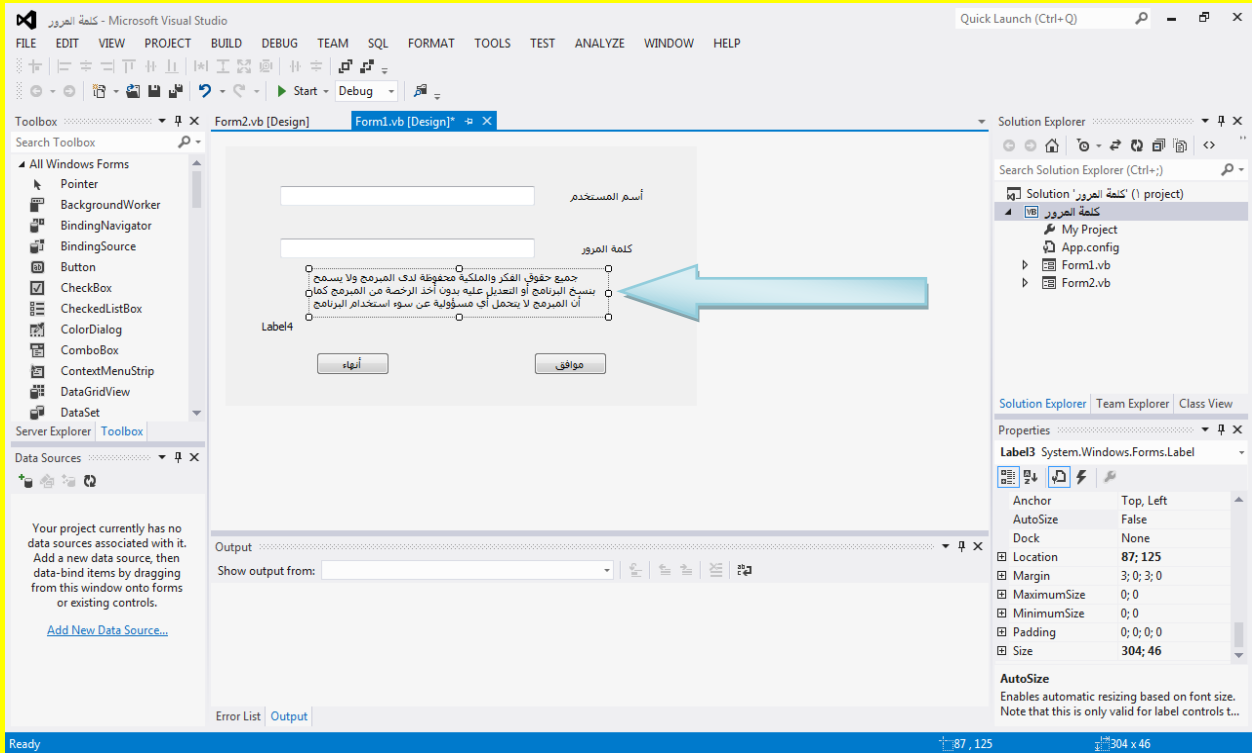 كلمة المرور - Microsoft Visual Studio
Quick Launch (Ctrl+Q)
FILE EDIT VIEW PROJECT BUILD DEBUG TEAM SQL FORMAT TOOLS TEST ANALYZE WINDOW HELP
Start Debug
Toolbox
Search Toolbox
All Windows Forms
Pointer
BackgroundWorker
BindingNavigator
BindingSource
Button
CheckBox
CheckedListBox
ColorDialog
ComboBox
ContextMenuStrip
DataGridView
DataSet
Server Explorer Toolbox
Data Sources
Your project currently has no
data sources associated with it.
Add a new data source, then
data-bind items by dragging
from this window onto forms
or existing controls.
Add New Data Source...
Form2.vb [Design] Form1.vb [Design]*
أسم المستخدم
كلمة المرور
جميع حقوق الفكر والملكية محفوظة لدى المبرمج ولا يسمح
بنسخ البرنامج أو التعديل عليه بدون أخذ الرخصة من المبرمج كما
أن المبرمج لا يتحمل أي مسؤولية عن سوء استخدام البرنامج
Label4
موافق
أنهاء
Output
Show output from:
Error List Output
Solution Explorer
Search Solution Explorer (Ctrl+;)
Solution 'كلمة المرور' (١ project)
كلمة المرور
My Project
App.config
Form1.vb
Form2.vb
Solution Explorer Team Explorer Class View
Properties
Label3 System.Windows.Forms.Label
Anchor Top, Left
AutoSize False
Dock None
Location 87; 125
Margin 3; 0; 3; 0
MaximumSize 0; 0
MinimumSize 0; 0
Padding 0; 0; 0; 0
Size 304; 46
AutoSize
Enables automatic resizing based on font size.
Note that this is only valid for label controls t...
Ready 87 , 125 304 x 46